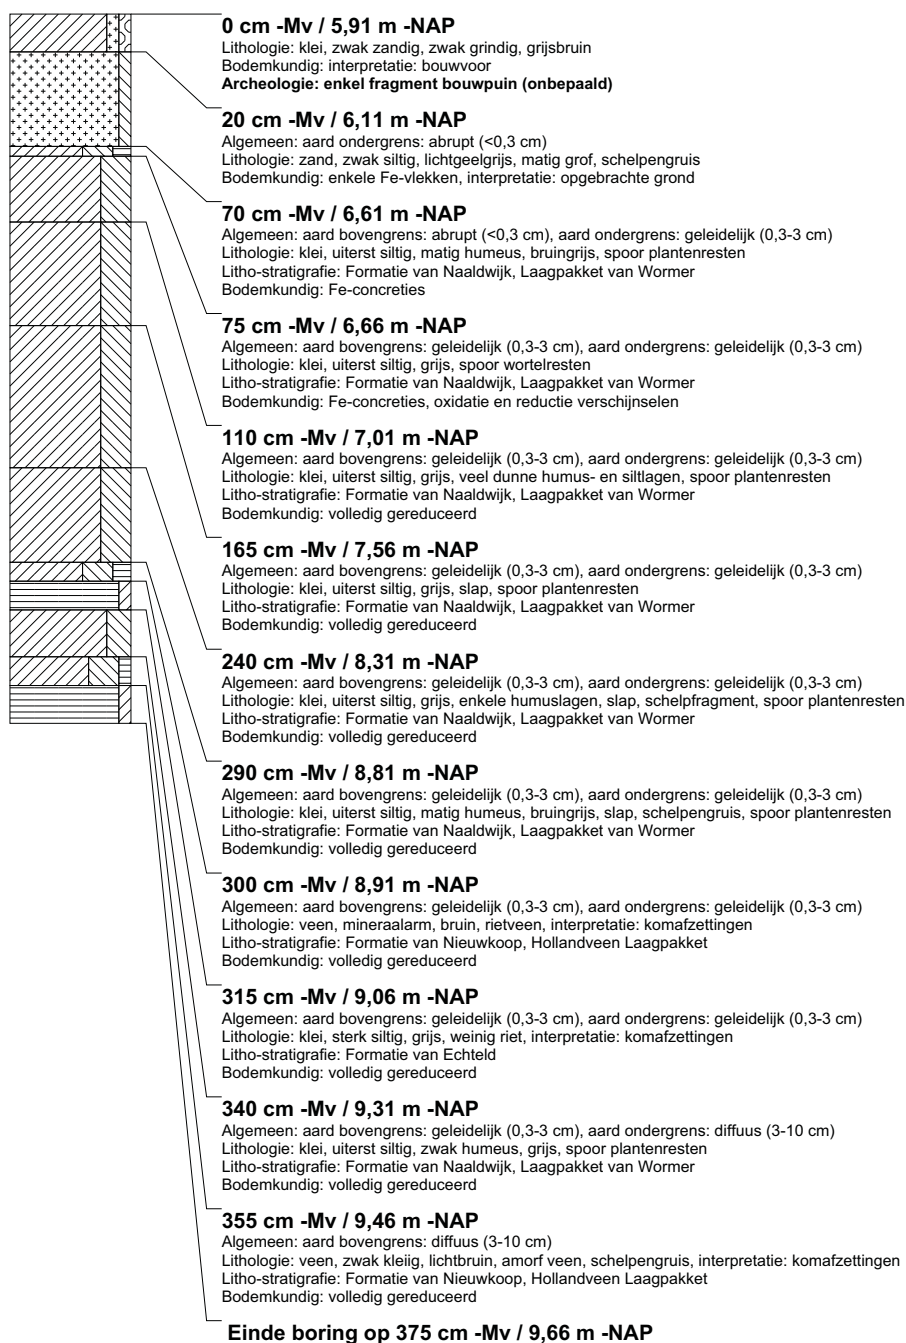 0 cm -Mv / 5,91 m -NAP
Lithologie: klei, zwak zandig, zwak grindig, grijsbruin
Bodemkundig: interpretatie: bouwvoor
Archeologie: enkel fragment bouwpuin (onbepaald)
20 cm -Mv / 6,11 m -NAP
Algemeen: aard ondergrens: abrupt (<0,3 cm)
Lithologie: zand, zwak siltig, lichtgeelgrijs, matig grof, schelpengruis
Bodemkundig: enkele Fe-vlekken, interpretatie: opgebrachte grond
70 cm -Mv / 6,61 m -NAP
Algemeen: aard bovengrens: abrupt (<0,3 cm), aard ondergrens: geleidelijk (0,3-3 cm)
Lithologie: klei, uiterst siltig, matig humeus, bruingrijs, spoor plantenresten
Litho-stratigrafie: Formatie van Naaldwijk, Laagpakket van Wormer
Bodemkundig: Fe-concreties
75 cm -Mv / 6,66 m -NAP
Algemeen: aard bovengrens: geleidelijk (0,3-3 cm), aard ondergrens: geleidelijk (0,3-3 cm)
Lithologie: klei, uiterst siltig, grijs, spoor wortelresten
Litho-stratigrafie: Formatie van Naaldwijk, Laagpakket van Wormer
Bodemkundig: Fe-concreties, oxidatie en reductie verschijnselen
110 cm -Mv / 7,01 m -NAP
Algemeen: aard bovengrens: geleidelijk (0,3-3 cm), aard ondergrens: geleidelijk (0,3-3 cm)
Lithologie: klei, uiterst siltig, grijs, veel dunne humus- en siltlagen, spoor plantenresten
Litho-stratigrafie: Formatie van Naaldwijk, Laagpakket van Wormer
Bodemkundig: volledig gereduceerd
165 cm -Mv / 7,56 m -NAP
Algemeen: aard bovengrens: geleidelijk (0,3-3 cm), aard ondergrens: geleidelijk (0,3-3 cm)
Lithologie: klei, uiterst siltig, grijs, slap, spoor plantenresten
Litho-stratigrafie: Formatie van Naaldwijk, Laagpakket van Wormer
Bodemkundig: volledig gereduceerd
240 cm -Mv / 8,31 m -NAP
Algemeen: aard bovengrens: geleidelijk (0,3-3 cm), aard ondergrens: geleidelijk (0,3-3 cm)
Lithologie: klei, uiterst siltig, grijs, enkele humuslagen, slap, schelpfragment, spoor plantenresten
Litho-stratigrafie: Formatie van Naaldwijk, Laagpakket van Wormer
Bodemkundig: volledig gereduceerd
290 cm -Mv / 8,81 m -NAP
Algemeen: aard bovengrens: geleidelijk (0,3-3 cm), aard ondergrens: geleidelijk (0,3-3 cm)
Lithologie: klei, uiterst siltig, matig humeus, bruingrijs, slap, schelpengruis, spoor plantenresten
Litho-stratigrafie: Formatie van Naaldwijk, Laagpakket van Wormer
Bodemkundig: volledig gereduceerd
300 cm -Mv / 8,91 m -NAP
Algemeen: aard bovengrens: geleidelijk (0,3-3 cm), aard ondergrens: geleidelijk (0,3-3 cm)
Lithologie: veen, mineraalarm, bruin, rietveen, interpretatie: komafzettingen
Litho-stratigrafie: Formatie van Nieuwkoop, Hollandveen Laagpakket
Bodemkundig: volledig gereduceerd
315 cm -Mv / 9,06 m -NAP
Algemeen: aard bovengrens: geleidelijk (0,3-3 cm), aard ondergrens: geleidelijk (0,3-3 cm)
Lithologie: klei, sterk siltig, grijs, weinig riet, interpretatie: komafzettingen
Litho-stratigrafie: Formatie van Echteld
Bodemkundig: volledig gereduceerd
340 cm -Mv / 9,31 m -NAP
Algemeen: aard bovengrens: geleidelijk (0,3-3 cm), aard ondergrens: diffuus (3-10 cm)
Lithologie: klei, uiterst siltig, zwak humeus, grijs, spoor plantenresten
Litho-stratigrafie: Formatie van Naaldwijk, Laagpakket van Wormer
Bodemkundig: volledig gereduceerd
355 cm -Mv / 9,46 m -NAP
Algemeen: aard bovengrens: diffuus (3-10 cm)
Lithologie: veen, zwak kleiig, lichtbruin, amorf veen, schelpengruis, interpretatie: komafzettingen
Litho-stratigrafie: Formatie van Nieuwkoop, Hollandveen Laagpakket
Bodemkundig: volledig gereduceerd
Einde boring op 375 cm -Mv / 9,66 m -NAP